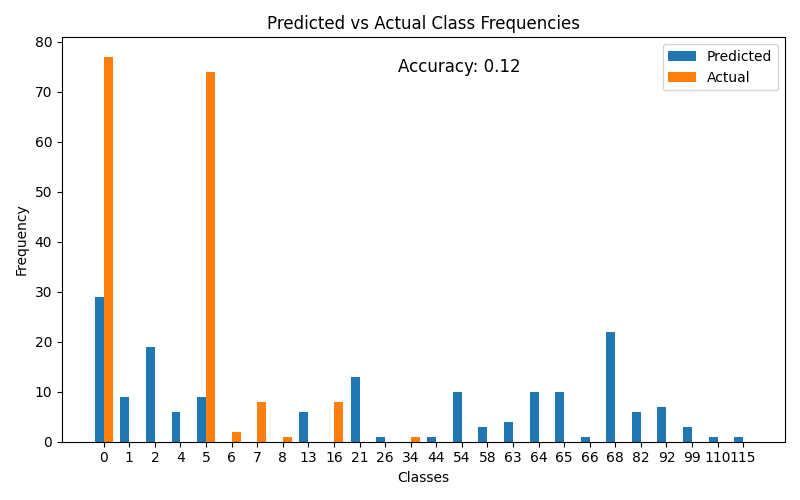 Predicted vs Actual Class Frequencies
Accuracy: 0.12
Predicted
Actual
80
70
60
50
40
30
20
10
0
Frequency
0 1 2 4 5 6 7 8 13 16 21 26 34 44 54 58 63 64 65 66 68 82 92 99 110 115
Classes